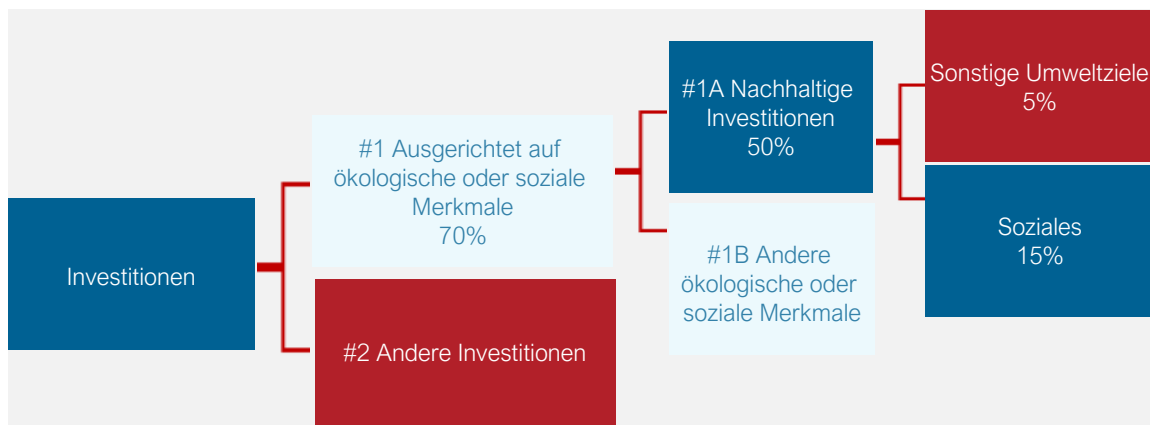 Investitionen
#1 Ausgerichtet auf
ökologische oder soziale
Merkmale
70%
#2 Andere Investitionen
#1A Nachhaltige
Investitionen
50%
#1B Andere
ökologische oder
soziale Merkmale
Sonstige Umweltziele
5%
Soziales
15%